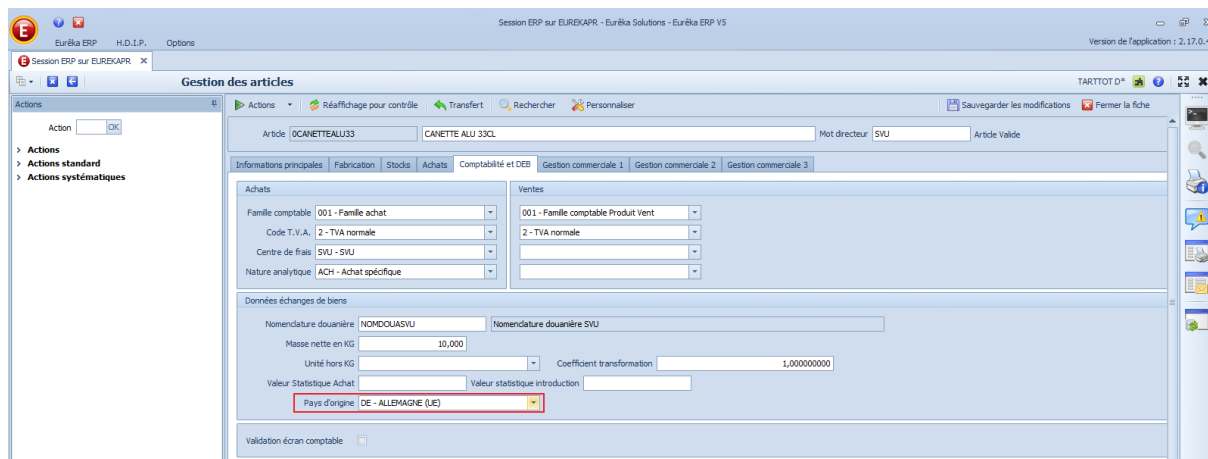 Session ERP sur EUREKAPR - Eurêka Solutions - Eurêka ERP V5
Eurêka ERP H.D.I.P. Options
Version de l'application : 2.17.0.
Session ERP sur EUREKAPR
Gestion des articles
TARTTOT D*
Actions
Actions Réaffichage pour contrôle Transfert Rechercher Personnaliser
Sauvegarder les modifications Fermer la fiche
Action OK
Article 0CANETTEALU33 CANETTE ALU 33CL Mot directeur SVU Article Valide
> Actions
> Actions standard
> Actions systématiques
Informations principales Fabrication Stocks Achats Comptabilité et DEB Gestion commerciale 1 Gestion commerciale 2 Gestion commerciale 3
Achats Ventes
Famille comptable 001 - Famille achat 001 - Famille comptable Produit Vent
Code T.V.A. 2 - TVA normale 2 - TVA normale
Centre de frais SVU - SVU
Nature analytique ACH - Achat spécifique
Données échanges de biens
Nomenclature douanière NOMDOUASVU Nomenclature douanière SVU
Masse nette en KG 10,000
Unité hors KG Coefficient transformation 1,000000000
Valeur Statistique Achat Valeur statistique introduction
Pays d'origine DE - ALLEMAGNE (UE)
Validation écran comptable